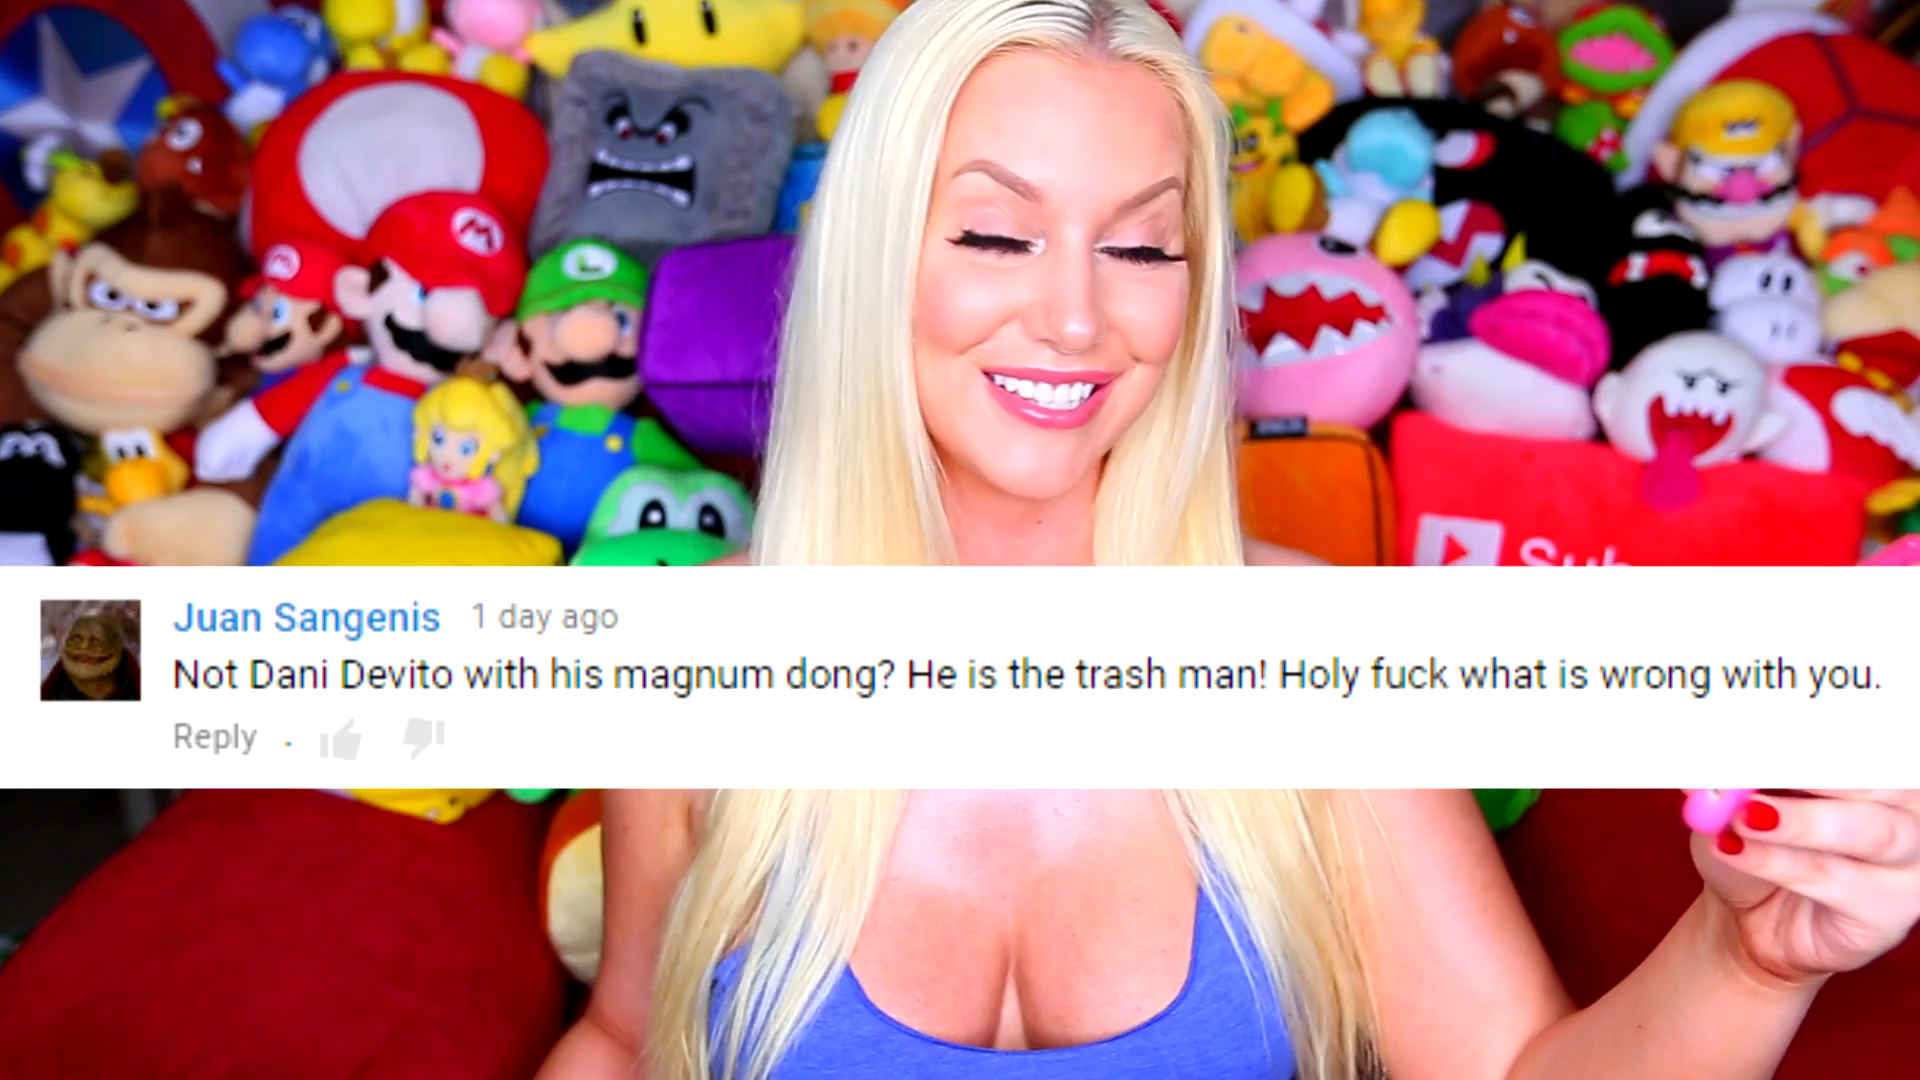 M
M
L
Sub
Juan Sangenis 1 day ago
Not Dani Devito with his magnum dong? He is the trash man! Holy fuck what is wrong with you.
Reply